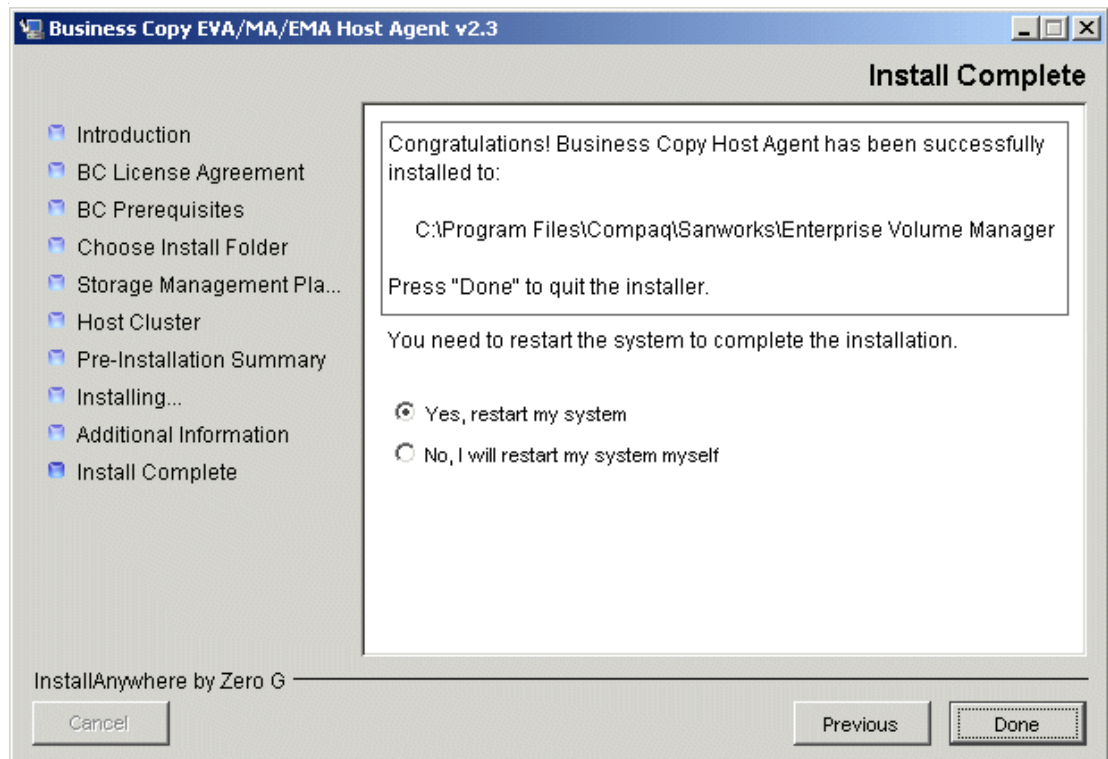 Business Copy EVA/MA/EMA Host Agent v2.3
Install Complete
Introduction
BC License Agreement
BC Prerequisites
Choose Install Folder
Storage Management Pla...
Host Cluster
Pre-Installation Summary
Installing...
Additional Information
Install Complete
Congratulations! Business Copy Host Agent has been successfully
installed to:
C:\Program Files\Compaq\Sanworks\Enterprise Volume Manager
Press "Done" to quit the installer.
You need to restart the system to complete the installation.
Yes, restart my system
No, I will restart my system myself
InstallAnywhere by Zero G
Cancel
Previous
Done